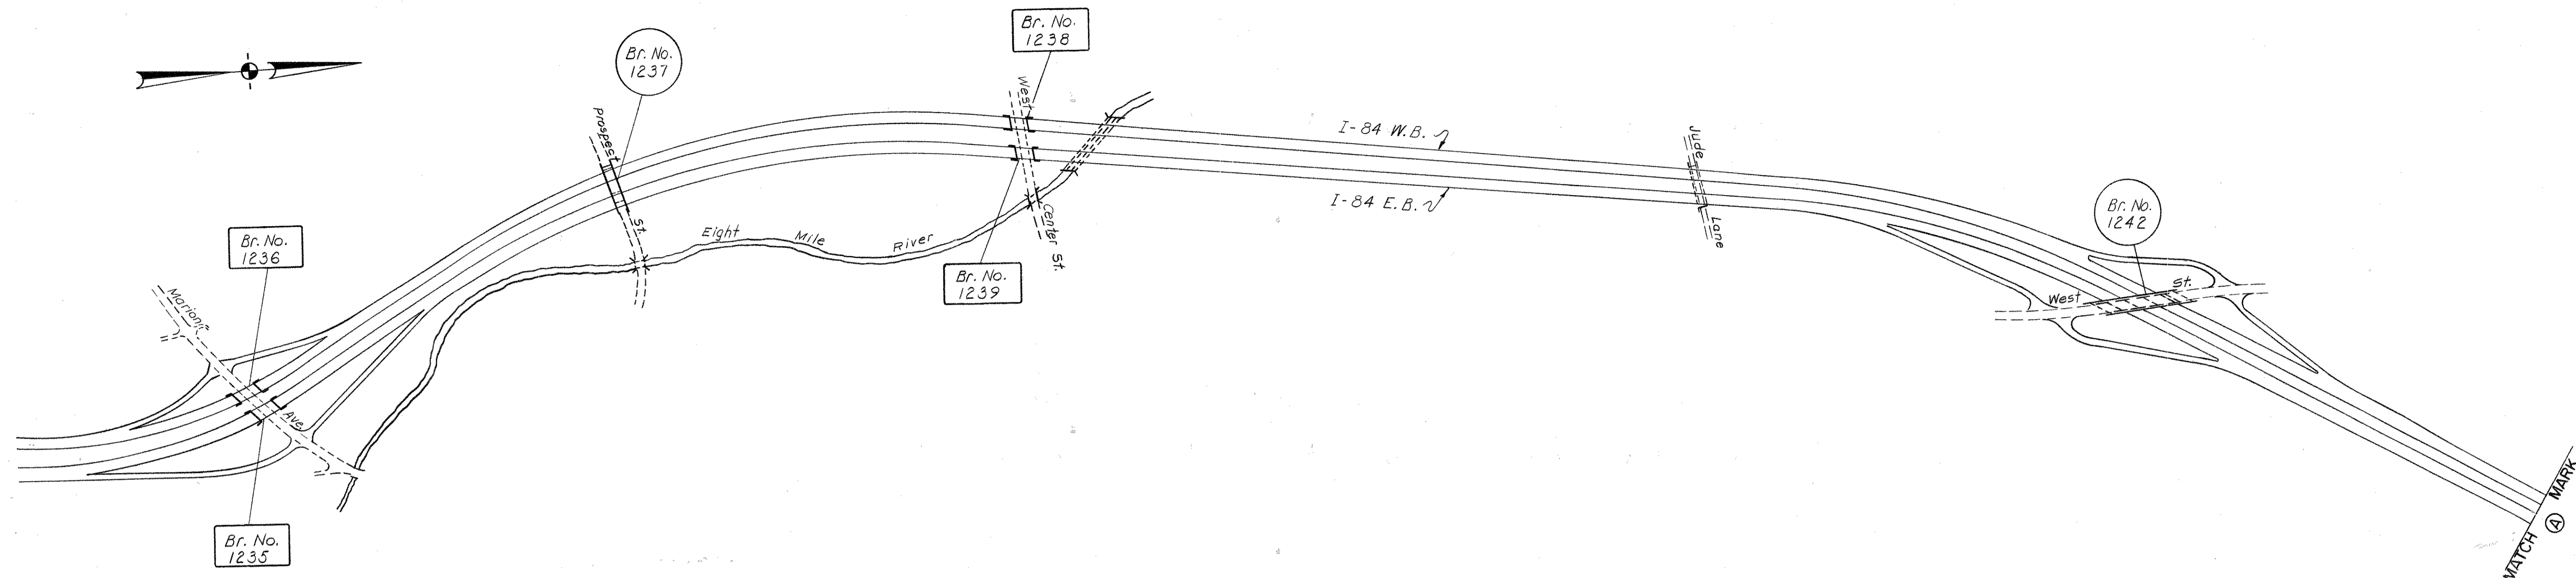 Br. No.
1238
Br. No.
1237
West
Prospect
I-84 W.B.
Jude
St.
Center St.
I-84 E.B.
Lane
Br. No.
1242
Eight Mile River
Br. No.
1236
Br. No.
1239
West St.
Marion
Ave.
Br. No.
1235
MATCH A MARK